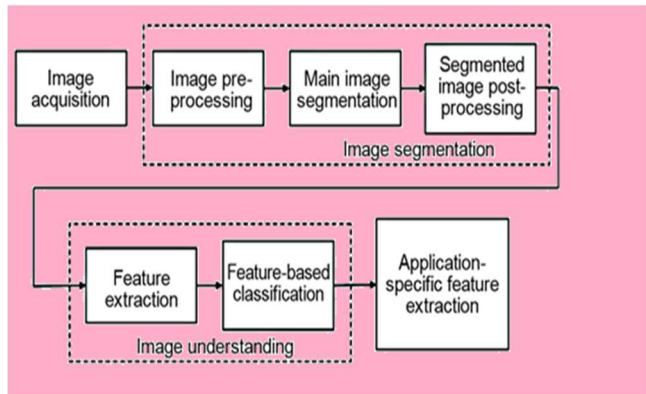 Image
acquisition
Image pre-
processing
Main image
segmentation
Segmented
image post-
processing
Image segmentation
Feature
extraction
Feature-based
classification
Application-
specific feature
extraction
Image understanding